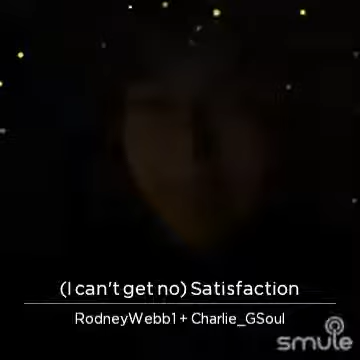 (I can't get no) Satisfaction
RodneyWebb1 + Charlie_GSoul
smule